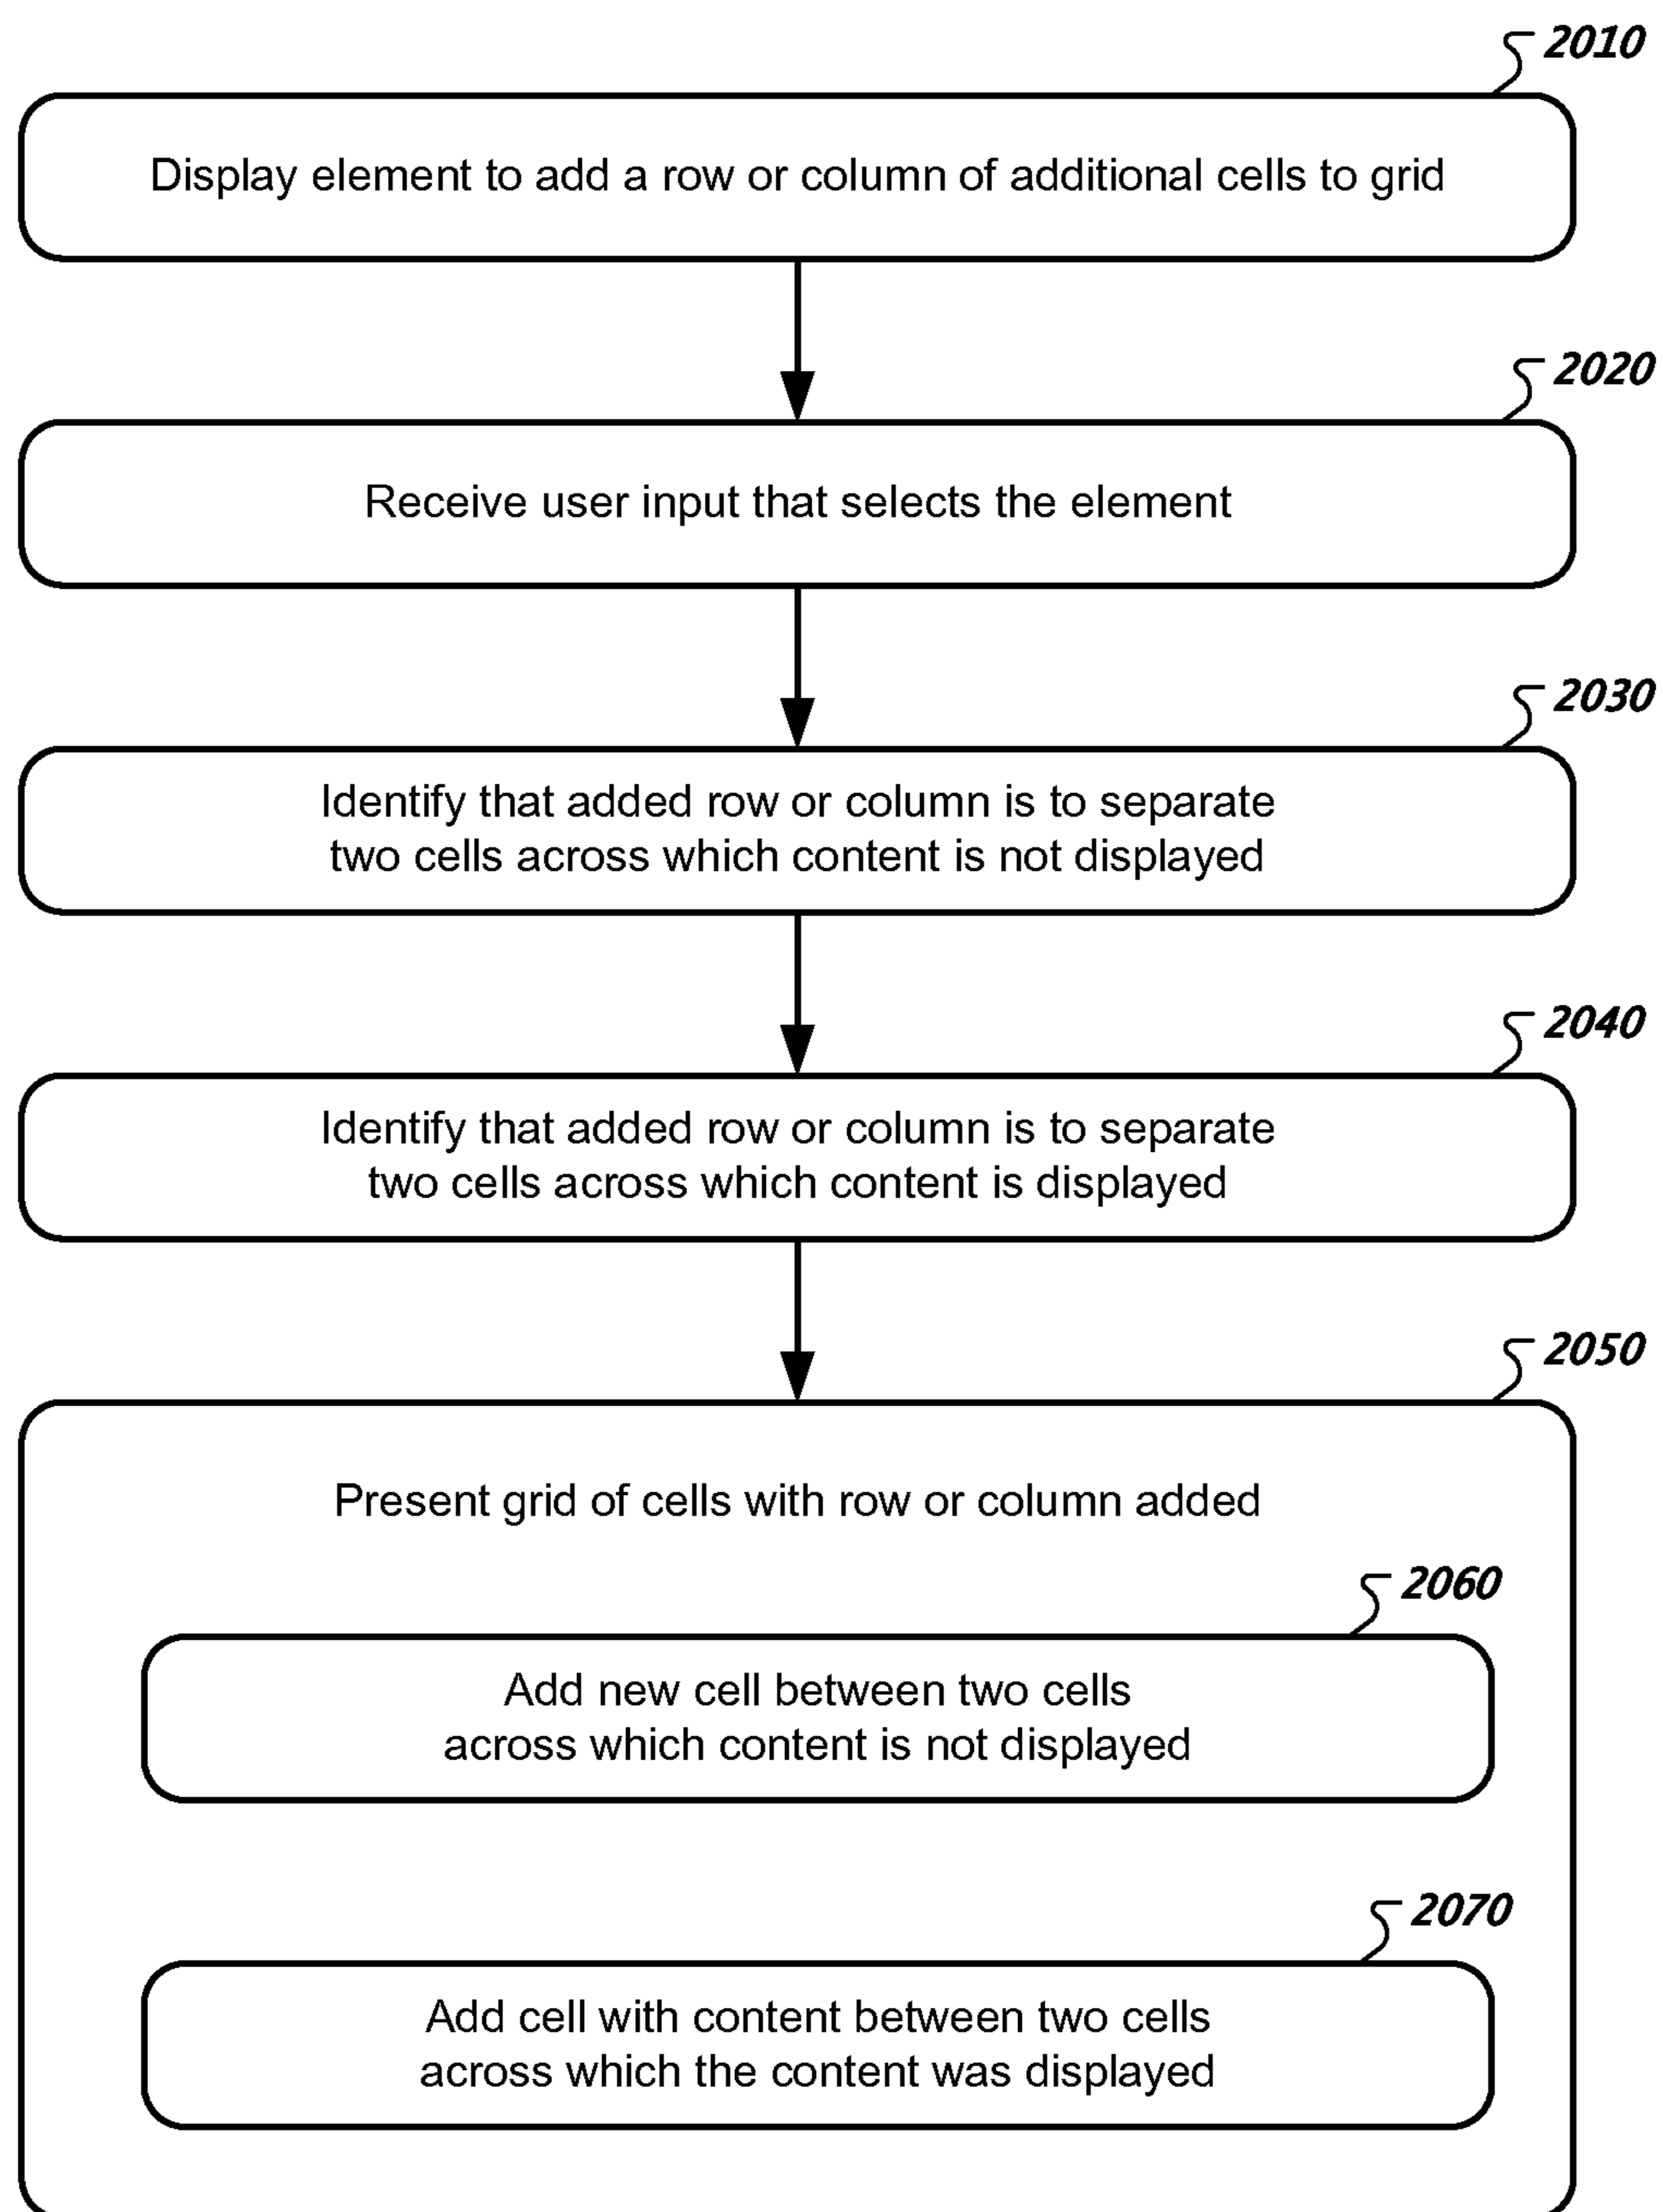 2010
Display element to add a row or column of additional cells to grid
2020
Receive user input that selects the element
2030
Identify that added row or column is to separate
two cells across which content is not displayed
2040
Identify that added row or column is to separate
two cells across which content is displayed
2050
Present grid of cells with row or column added
2060
Add new cell between two cells
across which content is not displayed
2070
Add cell with content between two cells
across which the content was displayed